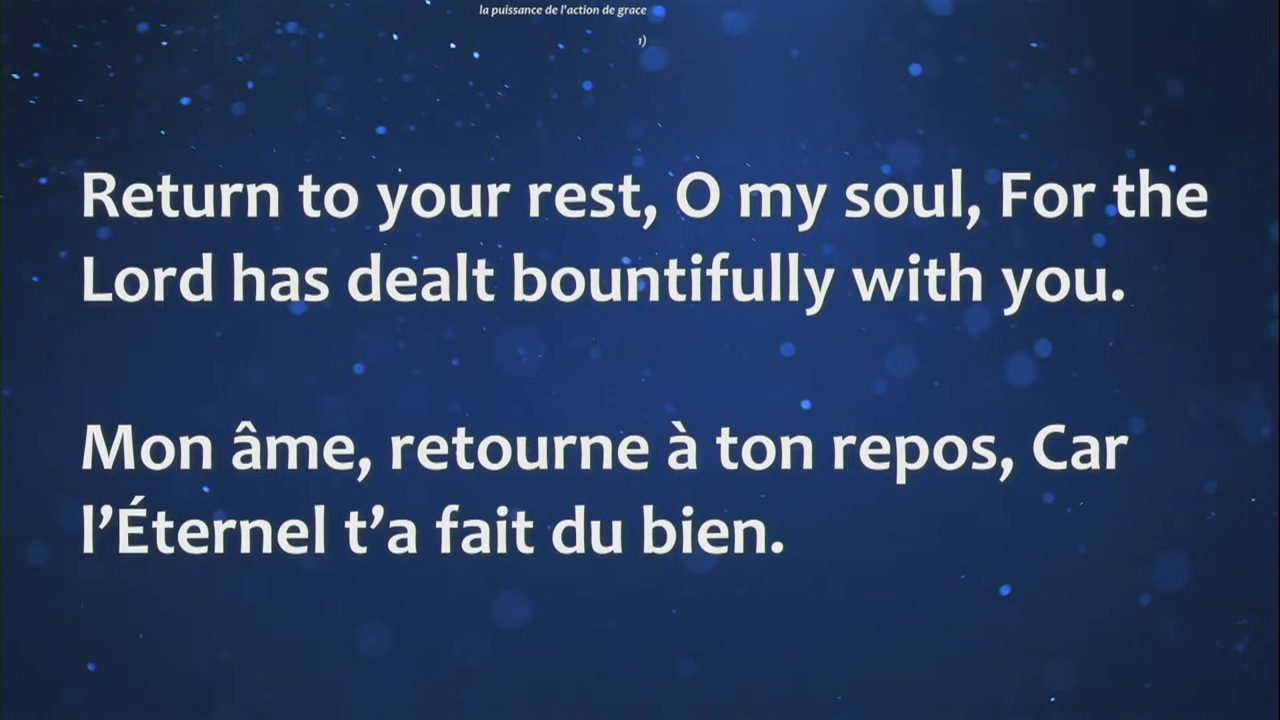 la puissance de l'action de grace
1)
Return to your rest, O my soul, For the
Lord has dealt bountifully with you.
Mon âme, retourne à ton repos, Car
l’Éternel t’a fait du bien.